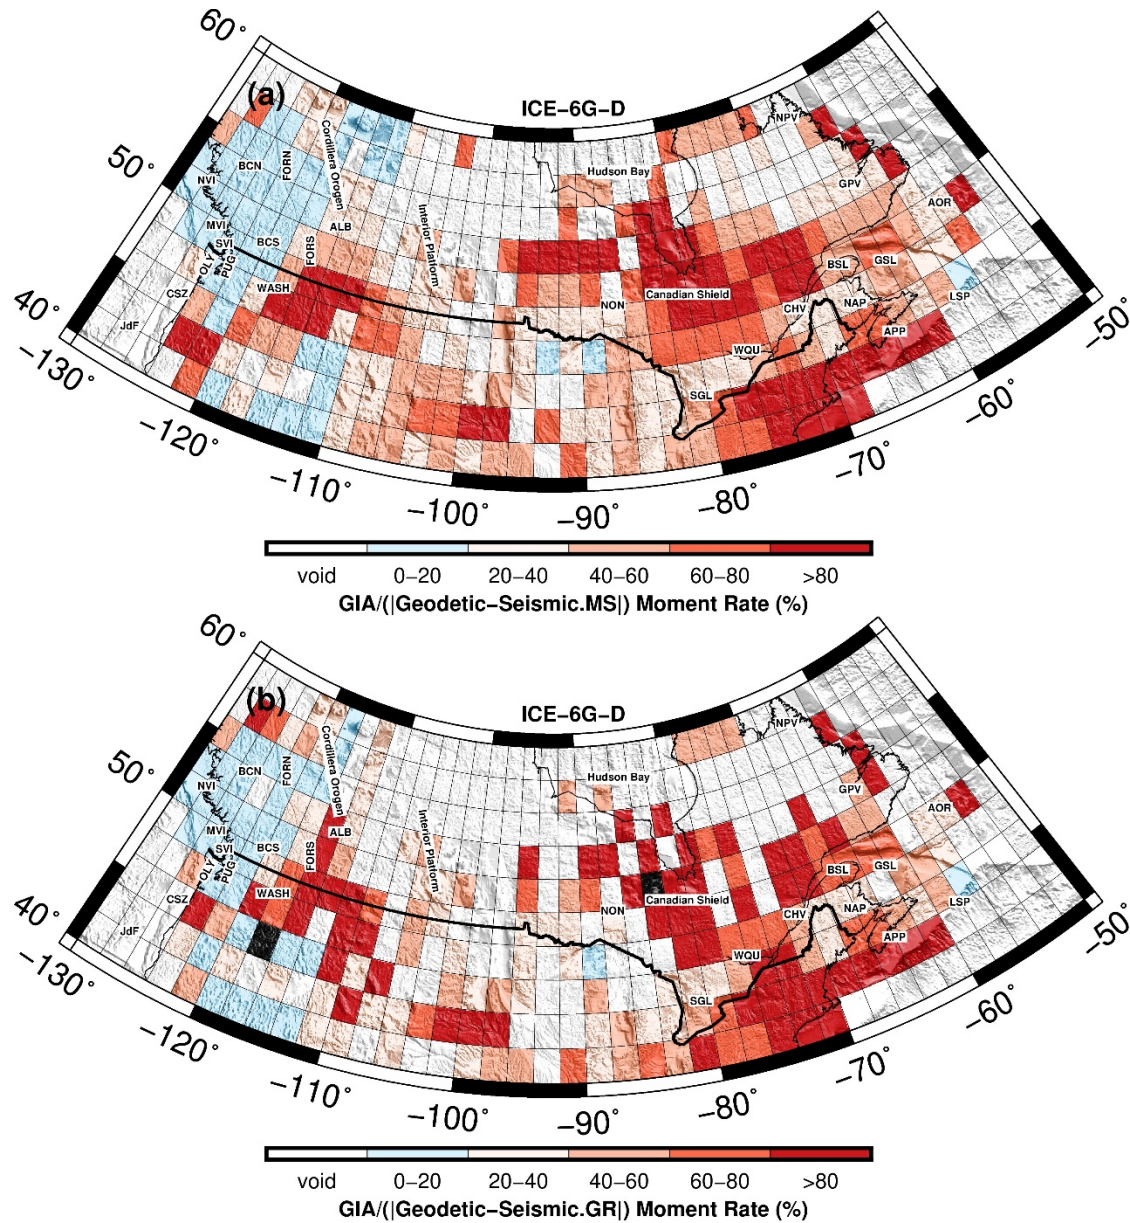 (a)
ICE-6G-D
60°
50°
40°
-130°
-120°
-110°
-100°
-90°
-80°
-70°
-60°
-50°
BCN
FORN
Cordillera Orogen
NVI
MVI
SVI
BCS
FORS
ALB
Interior Platform
OLY
PUG
WASH
CSZ
JdF
Hudson Bay
NPV
GPV
AOR
BSL
GSL
LSP
NON
Canadian Shield
CHV
NAP
APP
WQU
SGL
void 0-20 20-40 40-60 60-80 >80
GIA/(|Geodetic-Seismic.MS|) Moment Rate (%)
(b)
ICE-6G-D
60°
50°
40°
-130°
-120°
-110°
-100°
-90°
-80°
-70°
-60°
-50°
BCN
FORN
Cordillera Orogen
NVI
MVI
SVI
BCS
FORS
ALB
Interior Platform
OLY
PUG
WASH
CSZ
JdF
Hudson Bay
NPV
GPV
AOR
BSL
GSL
LSP
NON
Canadian Shield
CHV
NAP
APP
WQU
SGL
void 0-20 20-40 40-60 60-80 >80
GIA/(|Geodetic-Seismic.GR|) Moment Rate (%)